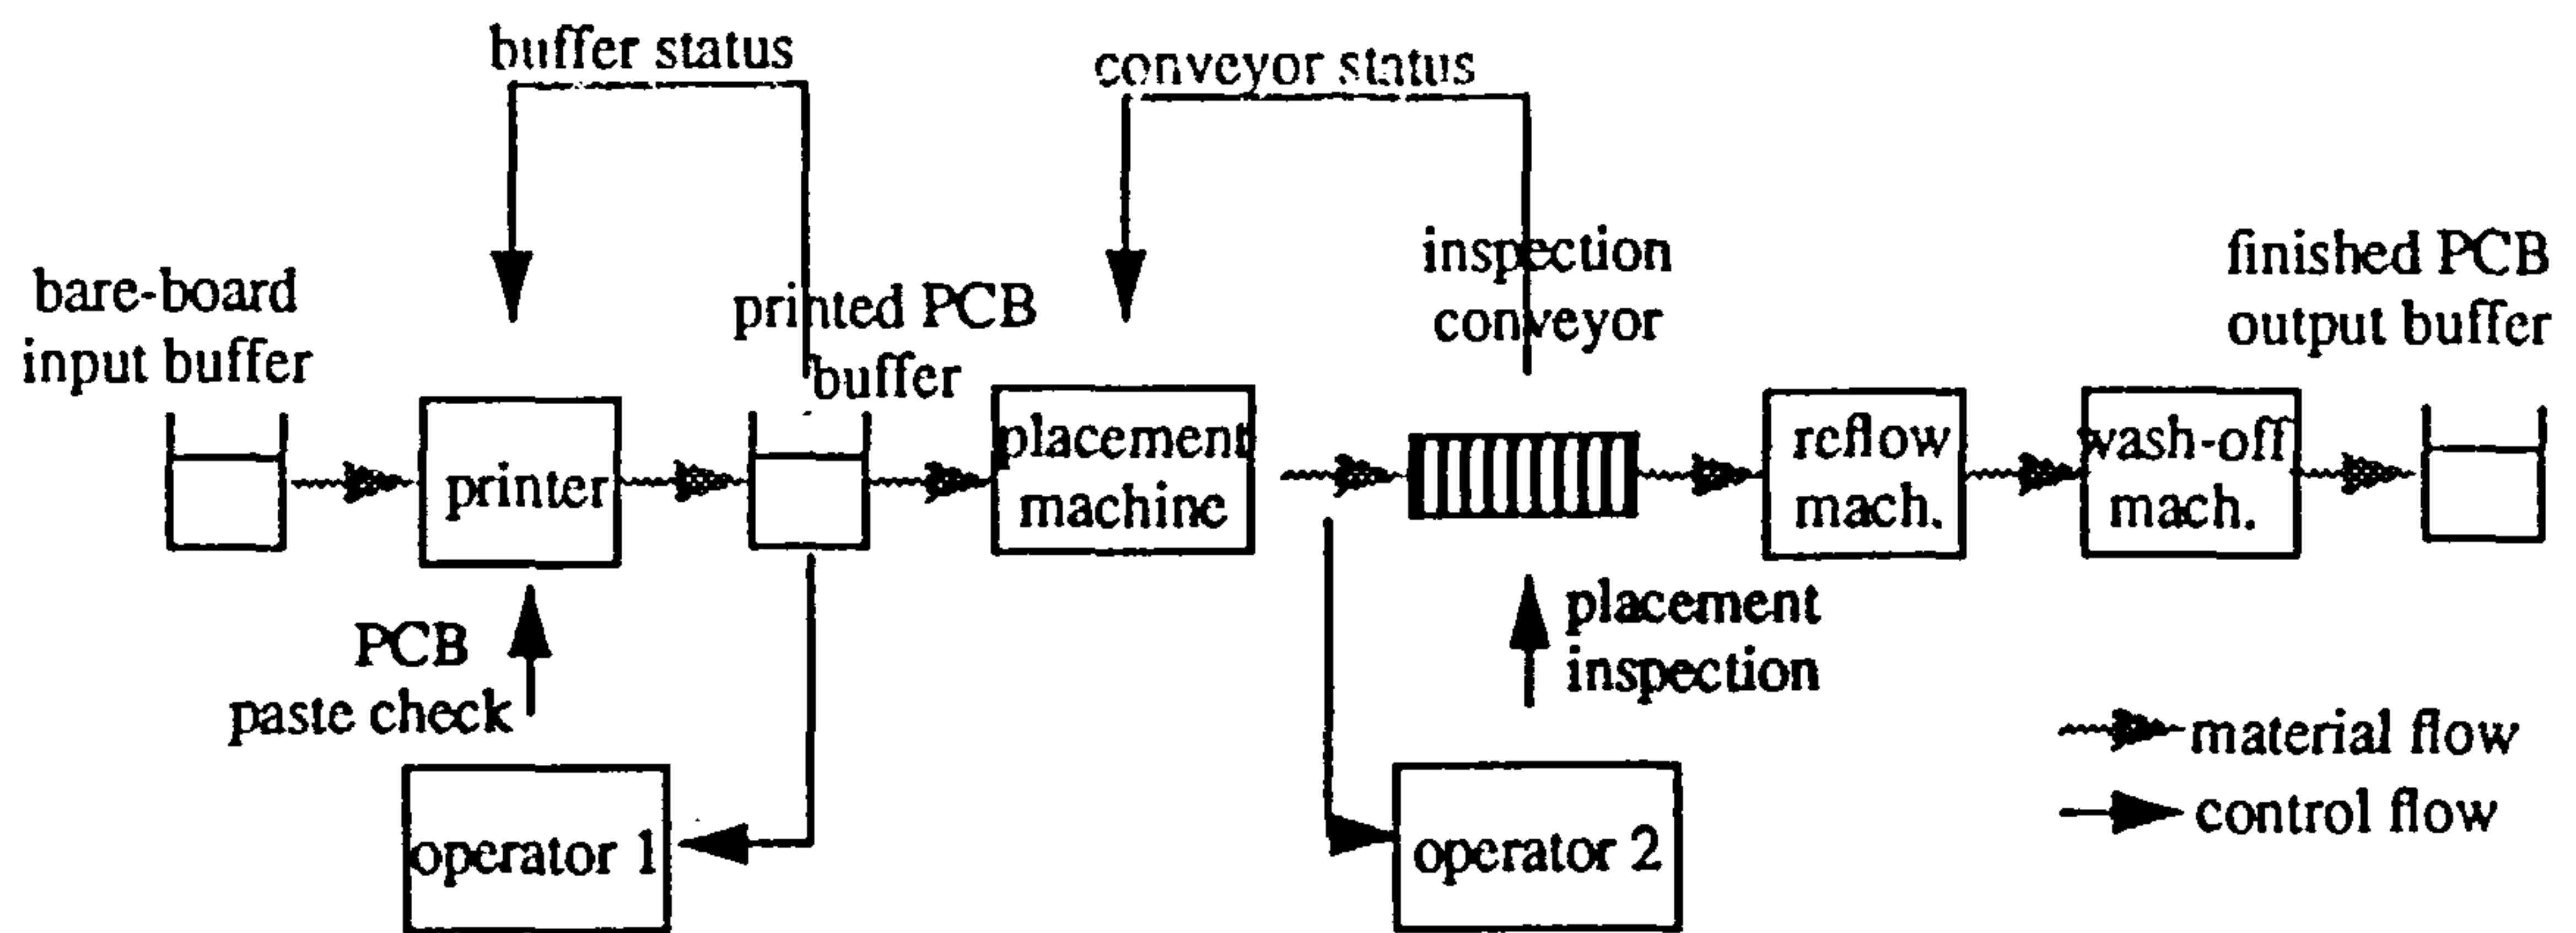 buffer status
conveyor status
bare-board
input buffer
printed PCB
buffer
inspection
conveyor
finished PCB
output buffer
printer
placement
machine
reflow
mach.
wash-off
mach.
PCB
paste check
placement
inspection
operator 1
operator 2
material flow
control flow